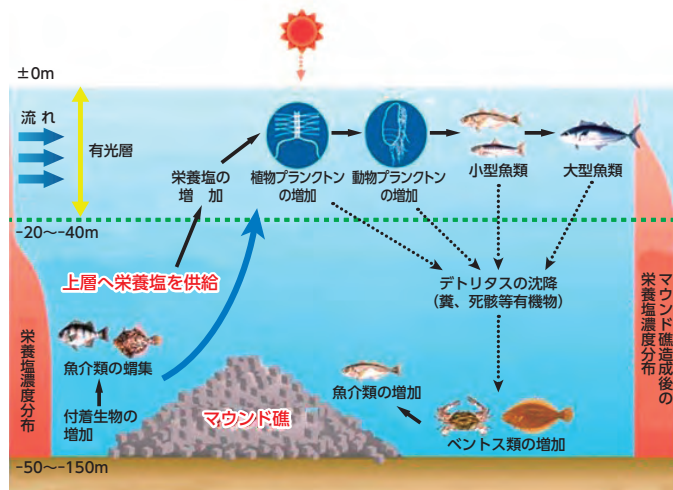 ±0m
流れ
有光層
栄養塩の
増 加
植物プランクトン
の増加
動物プランクトン
の増加
小型魚類
大型魚類
-20〜-40m
上層へ栄養塩を供給
デトリタスの沈降
（糞、死骸等有機物）
マウンド礁造成後の
栄養塩濃度分布
栄養塩濃度分布
魚介類の蝟集
付着生物の
増加
マウンド礁
魚介類の増加
ベントス類の増加
-50〜-150m